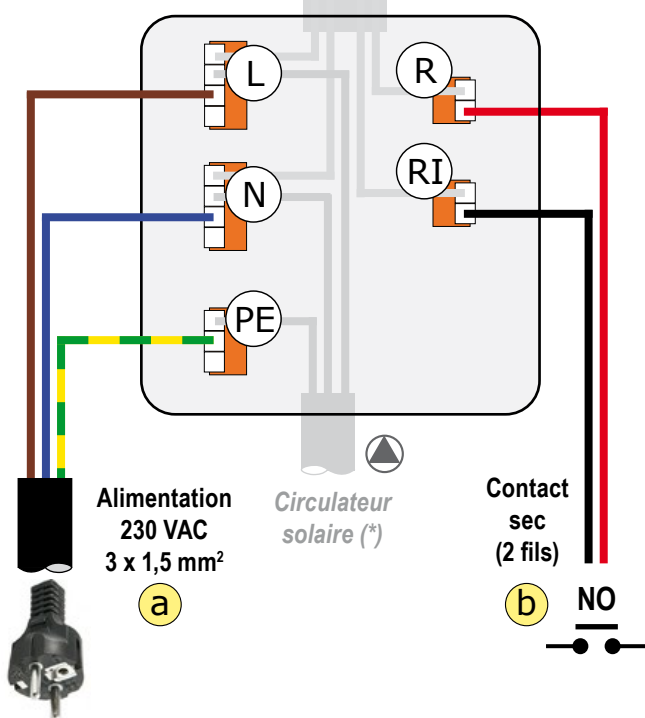 L
R
N
RI
PE
Alimentation
230 VAC
3 x 1,5 mm²
a
Circulateur
solaire (*)
Contact
sec
(2 fils)
b
NO